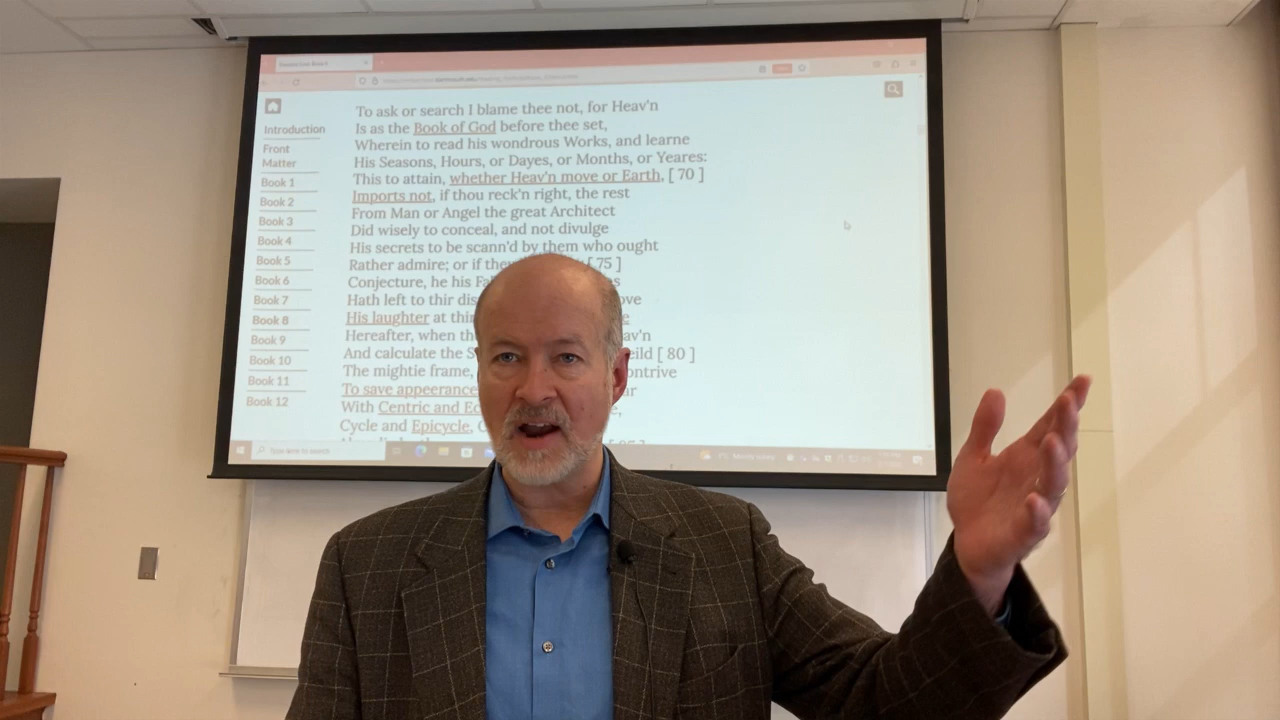 Introduction
Front
Matter
Book 1
Book 2
Book 3
Book 4
Book 5
Book 6
Book 7
Book 8
Book 9
Book 10
Book 11
Book 12
To ask or search I blame thee not, for Heav'n
Is as the Book of God before thee set,
Wherein to read his wondrous Works, and learne
His Seasons, Hours, or Dayes, or Months, or Yeares:
This to attain, whether Heav'n move or Earth, [ 70 ]
Imports not, if thou reck'n right, the rest
From Man or Angel the great Architect
Did wisely to conceal, and not divulge
His secrets to be scann'd by them who ought
Rather admire; or if 75 ]
Conjecture, he his
Hath left to thir
His laughter at
Hereafter, when
And calculate the [ 80 ]
The mightie frame,
To save appeerance
With Centric and
Cycle and Epicycle,
Type here to search